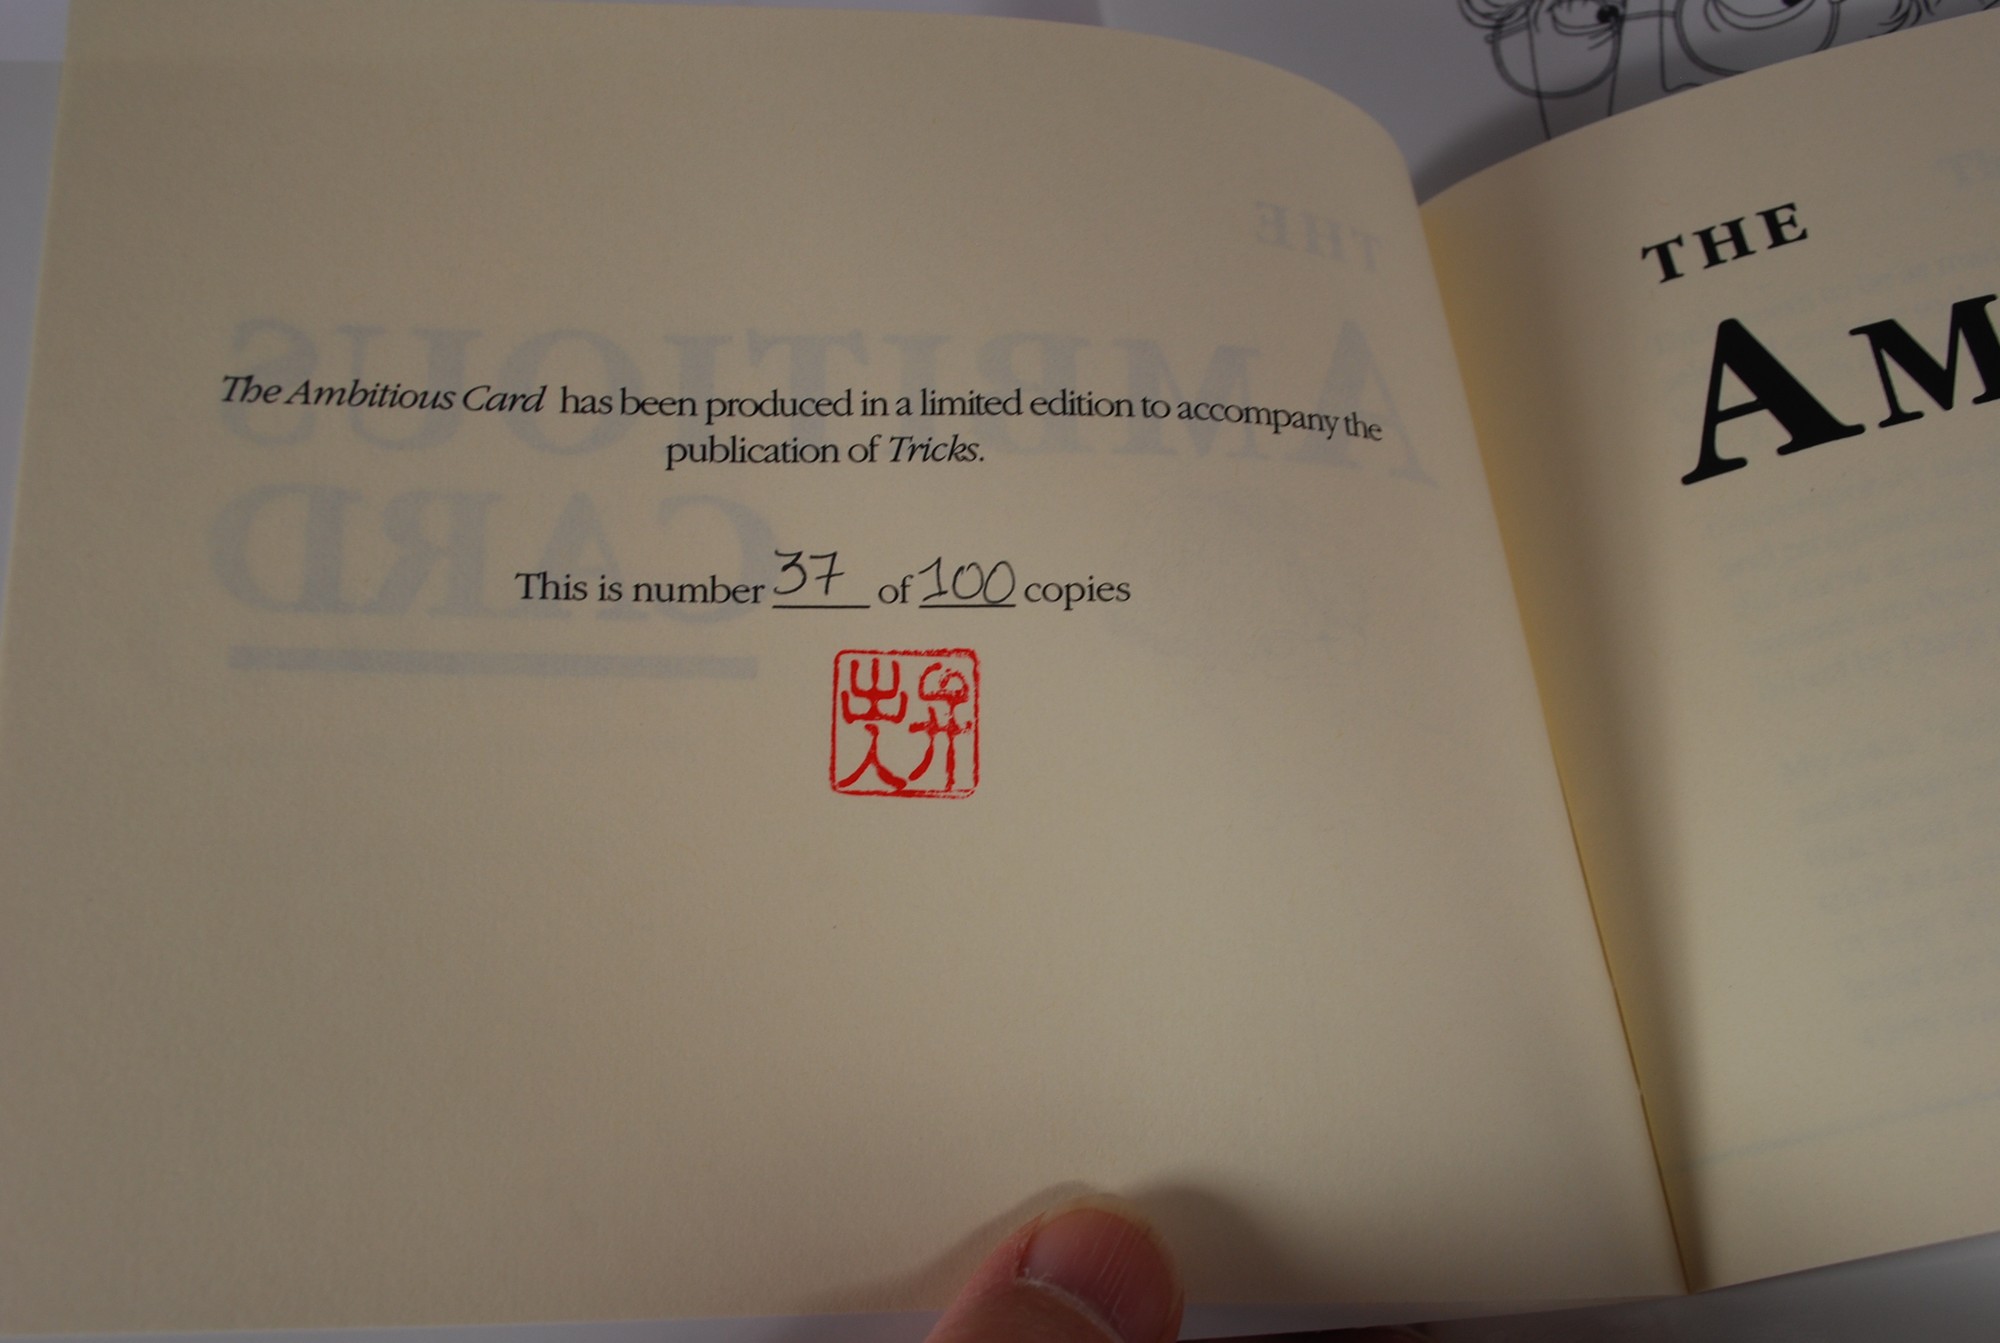 The Ambitious Card has been produced in a limited edition to accompany the
publication of Tricks.
This is number 37 of 100 copies
THE
AM